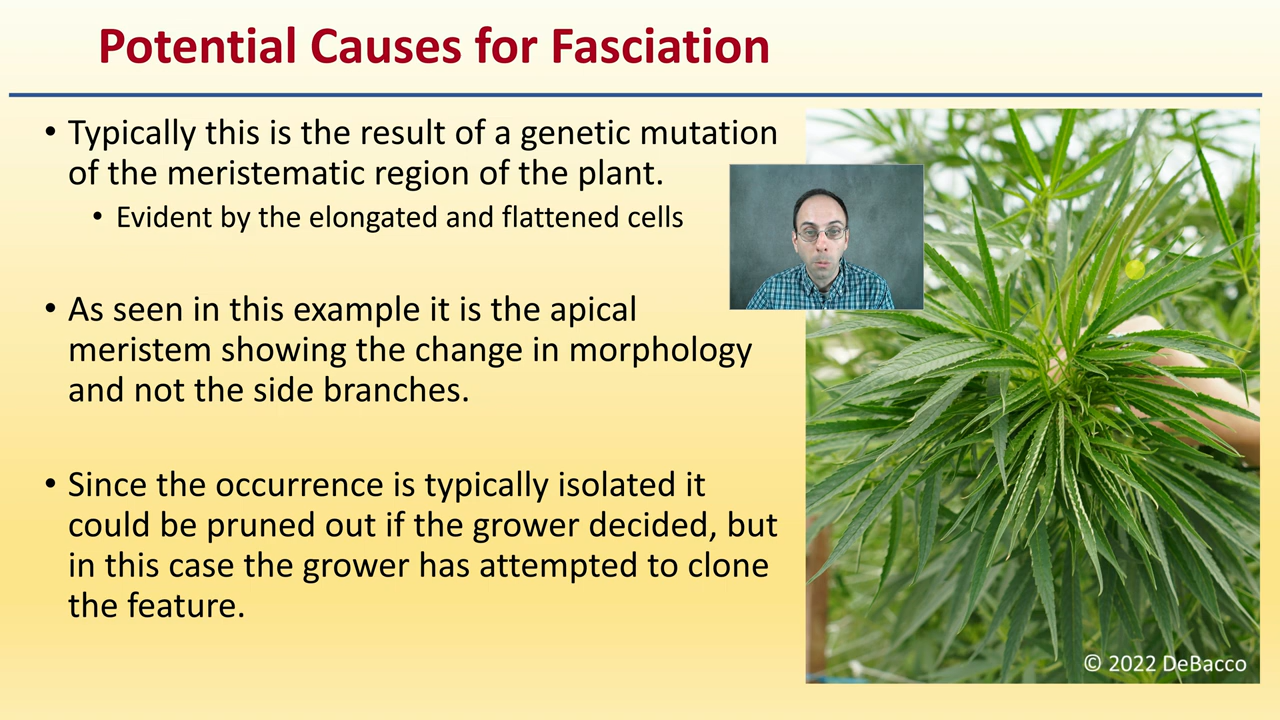 Potential Causes for Fasciation
• Typically this is the result of a genetic mutation
of the meristematic region of the plant.
• Evident by the elongated and flattened cells
• As seen in this example it is the apical
meristem showing the change in morphology
and not the side branches.
• Since the occurrence is typically isolated it
could be pruned out if the grower decided, but
in this case the grower has attempted to clone
the feature.
© 2022 DeBacco